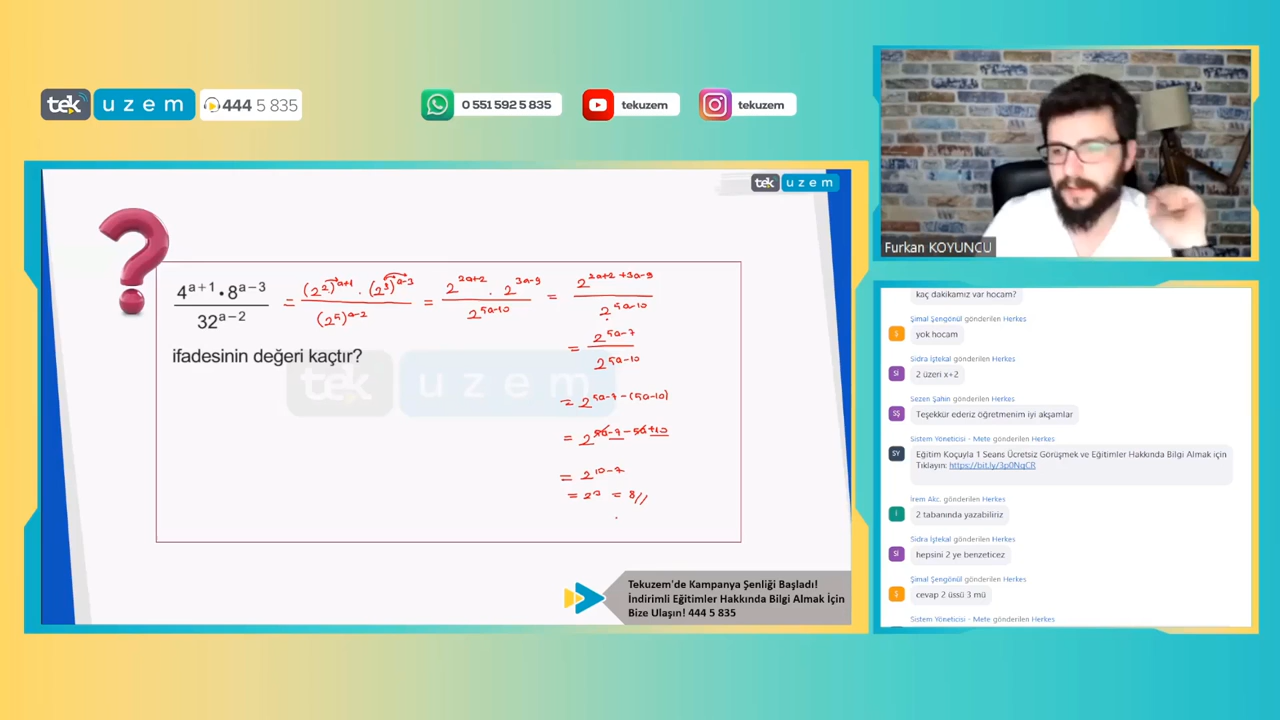 tek uzem 444 5 835
0 551 592 5 835
tekuzem
tekuzem
tek uzem
4^(a+1) · 8^(a-3) / 32^(a-2) = (2^2)^(a+1) · (2^3)^(a-3) / (2^5)^(a-2) = 2^(2a+2) · 2^(3a-9) / 2^(5a-10) = 2^(2a+2+3a-9) / 2^(5a-10)
= 2^(5a-7) / 2^(5a-10)
ifadesinin değeri kaçtır?
tek uzem
= 2^(5a-7-(5a-10))
= 2^(5a-7-5a+10)
= 2^(10-7)
= 2^3 = 8//
Tekuzem'de Kampanya Şenliği Başladı!
İndirimli Eğitimler Hakkında Bilgi Almak İçin
Bize Ulaşın! 444 5 835
Furkan KOYUNCU
kaç dakikamız var hocam?
Şimal Şengönül gönderilen Herkes
Ş
yok hocam
Sidra İştekal gönderilen Herkes
Sİ
2 üzeri x+2
Sezen Şahin gönderilen Herkes
SŞ
Teşekkür ederiz öğretmenim iyi akşamlar
Sistem Yöneticisi - Mete gönderilen Herkes
SY
Eğitim Koçuyla 1 Seans Ücretsiz Görüşmek ve Eğitimler Hakkında Bilgi Almak için
Tıklayın: https://bit.ly/3p0NqCR
İrem Akc. gönderilen Herkes
İ
2 tabanında yazabiliriz
Sidra İştekal gönderilen Herkes
Sİ
hepsini 2 ye benzeticez
Şimal Şengönül gönderilen Herkes
Ş
cevap 2 üssü 3 mü
Sistem Yöneticisi - Mete gönderilen Herkes